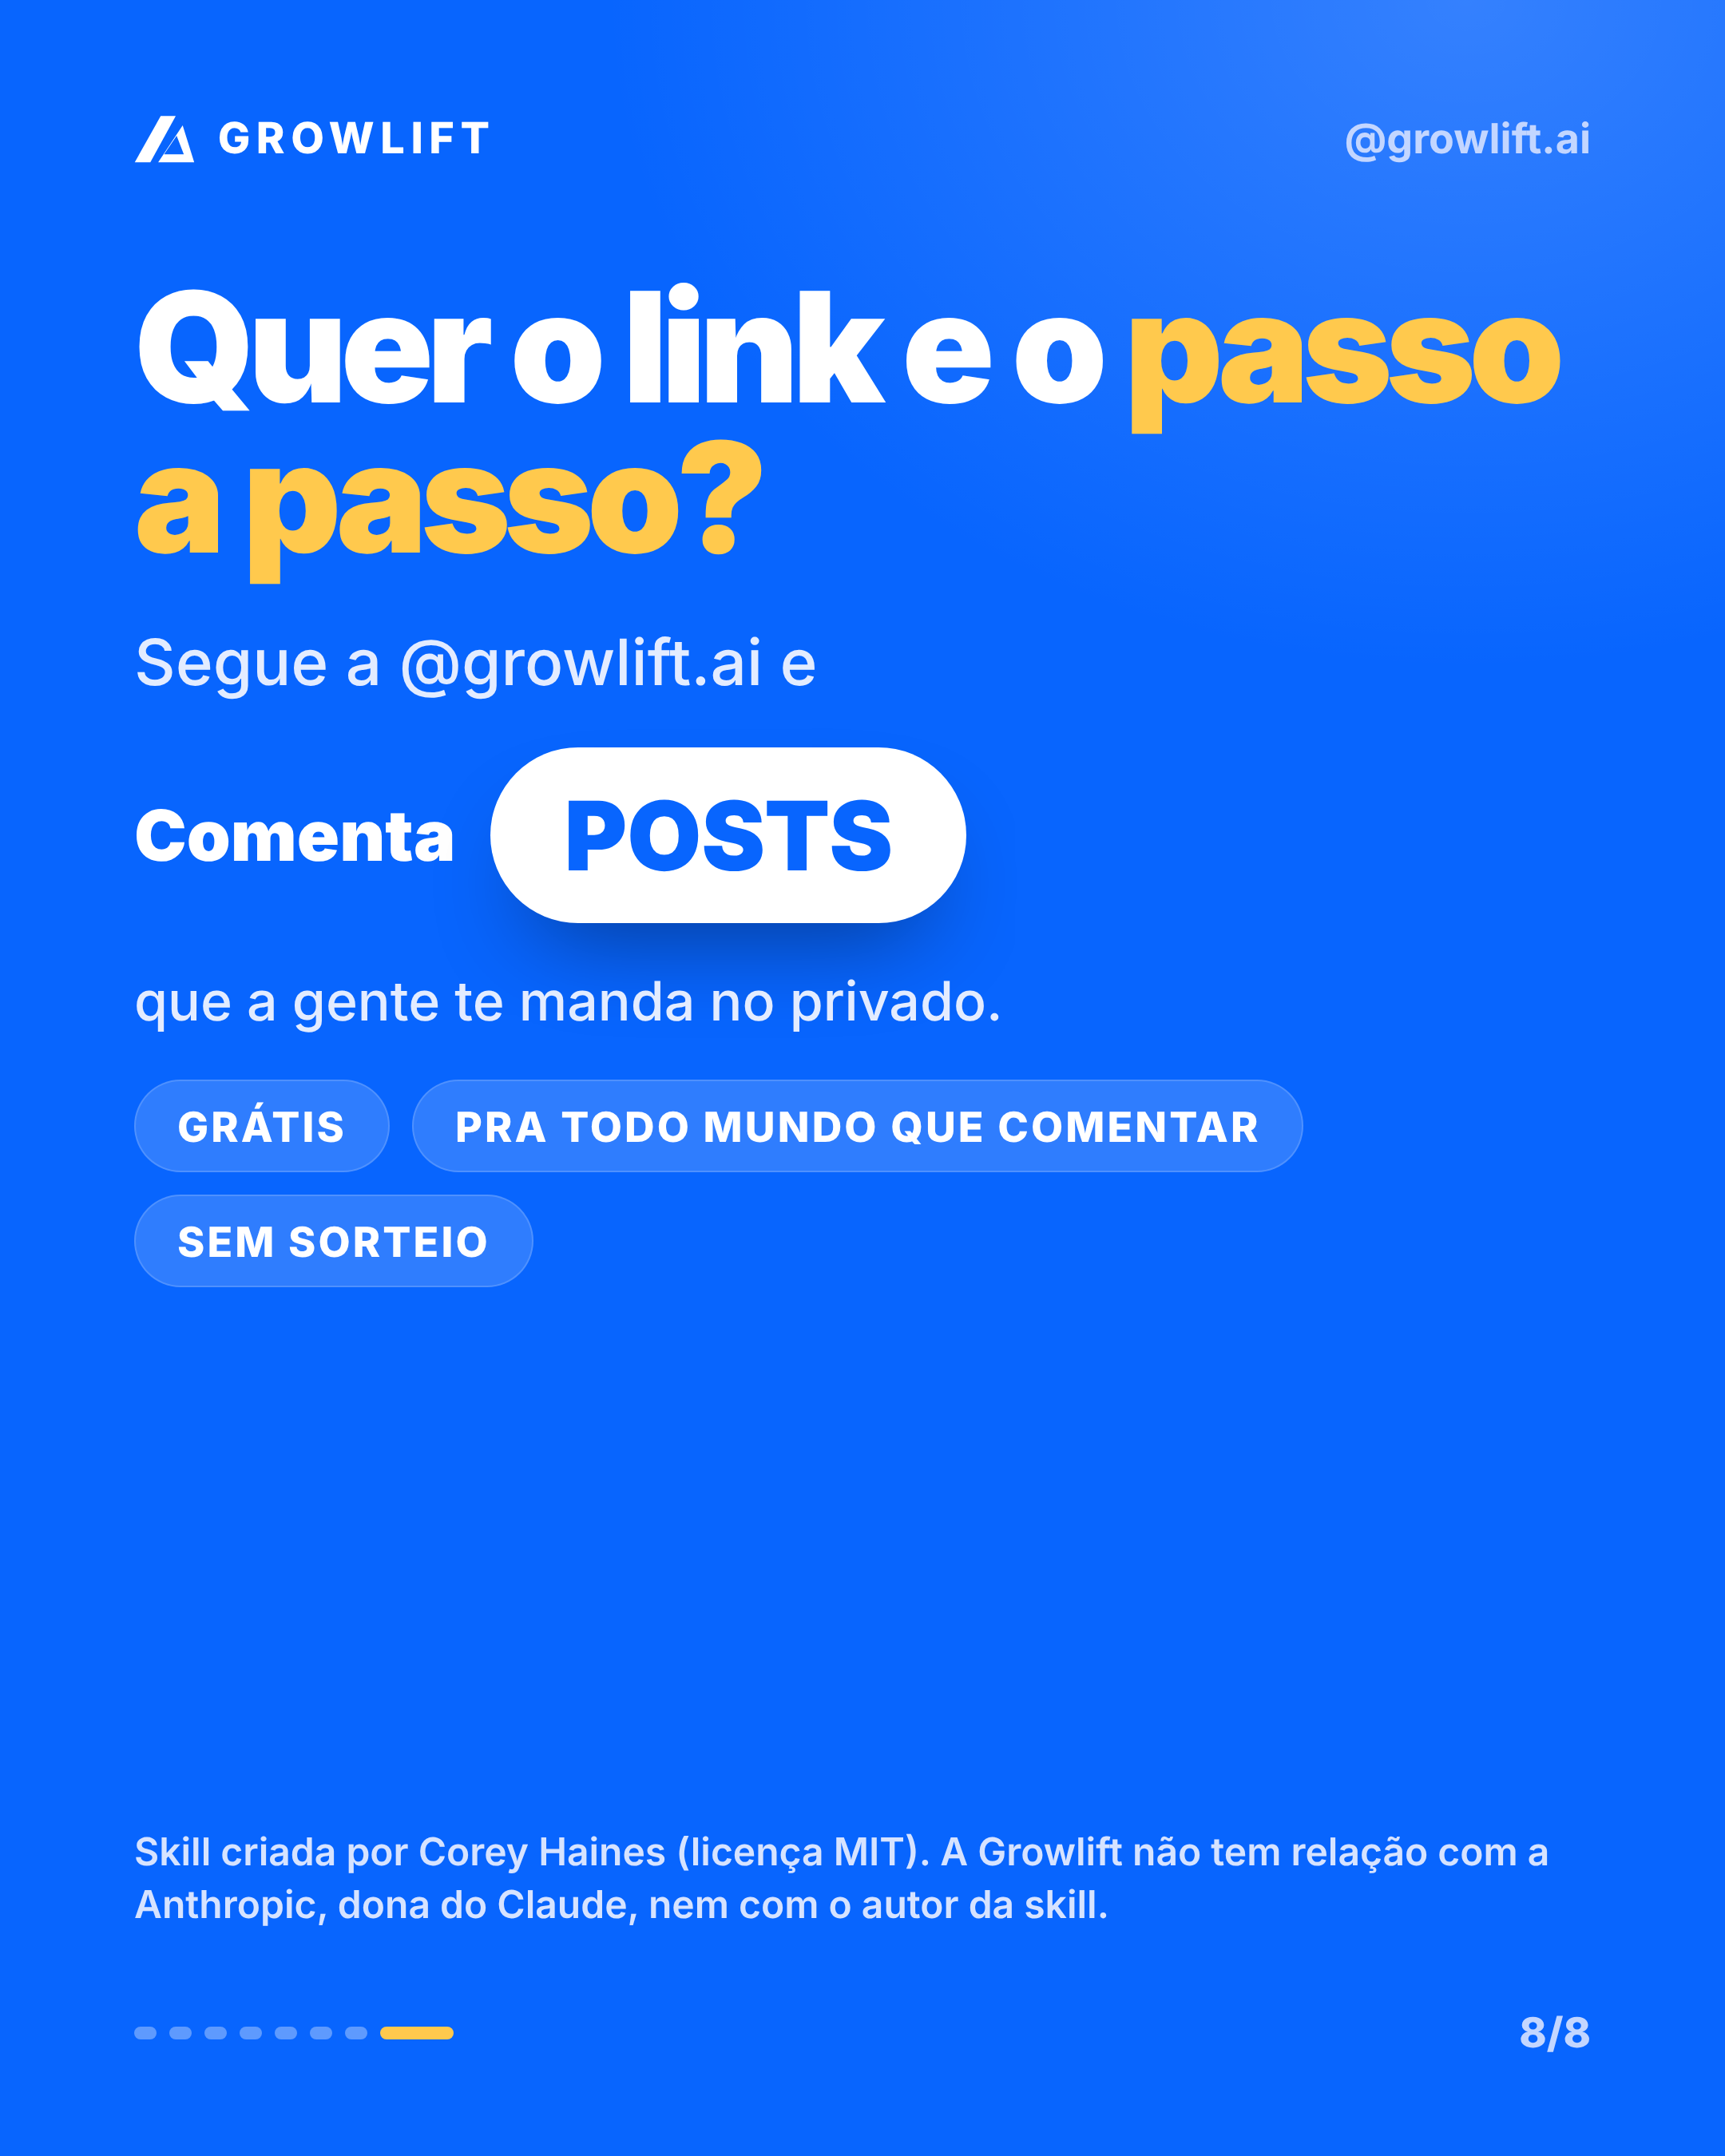 GROWLIFT
@growlift.ai
Quer o link e o passo
a passo?
Segue a @growlift.ai e
Comenta POSTS
que a gente te manda no privado.
GRÁTIS
PRA TODO MUNDO QUE COMENTAR
SEM SORTEIO
Skill criada por Corey Haines (licença MIT). A Growlift não tem relação com a
Anthropic, dona do Claude, nem com o autor da skill.
8/8